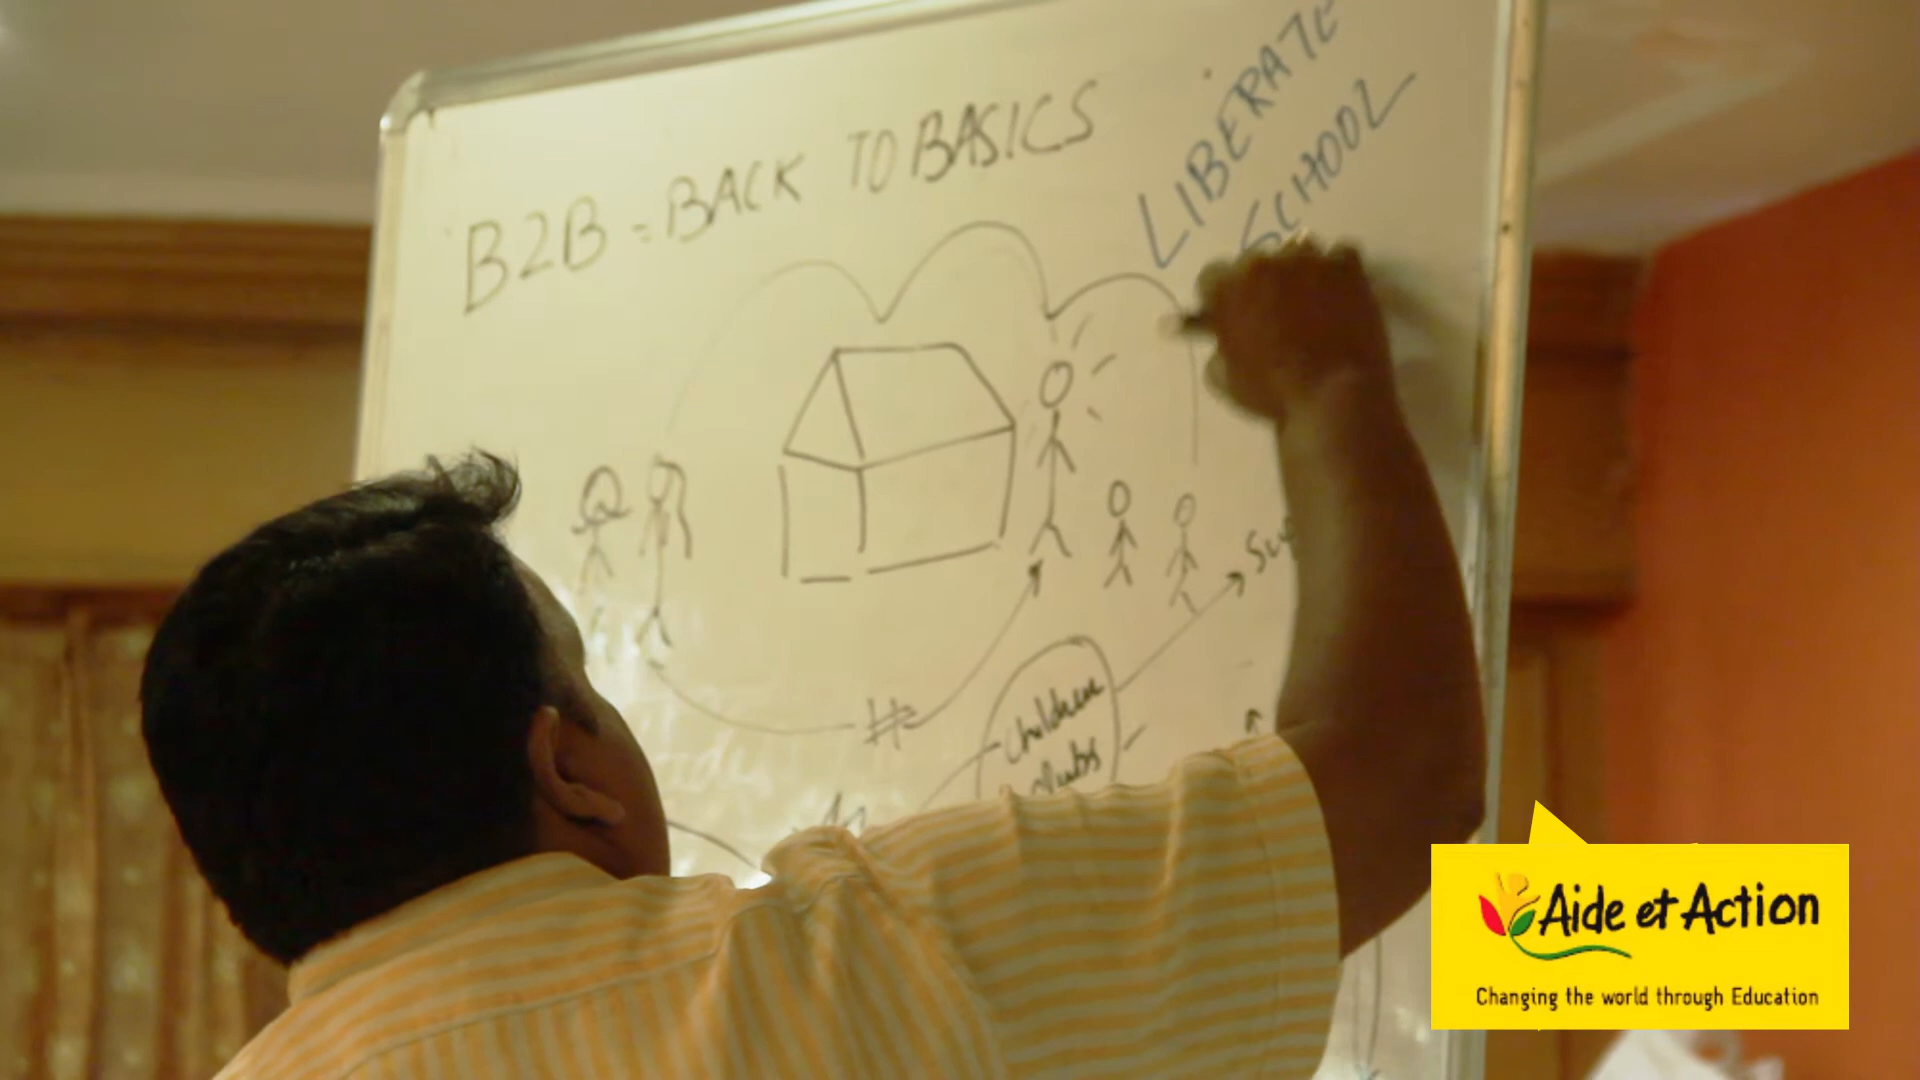 B2B = BACK TO BASICS
LIBERATE
SCHOOL
children
clubs
Aide et Action
Changing the world through Education